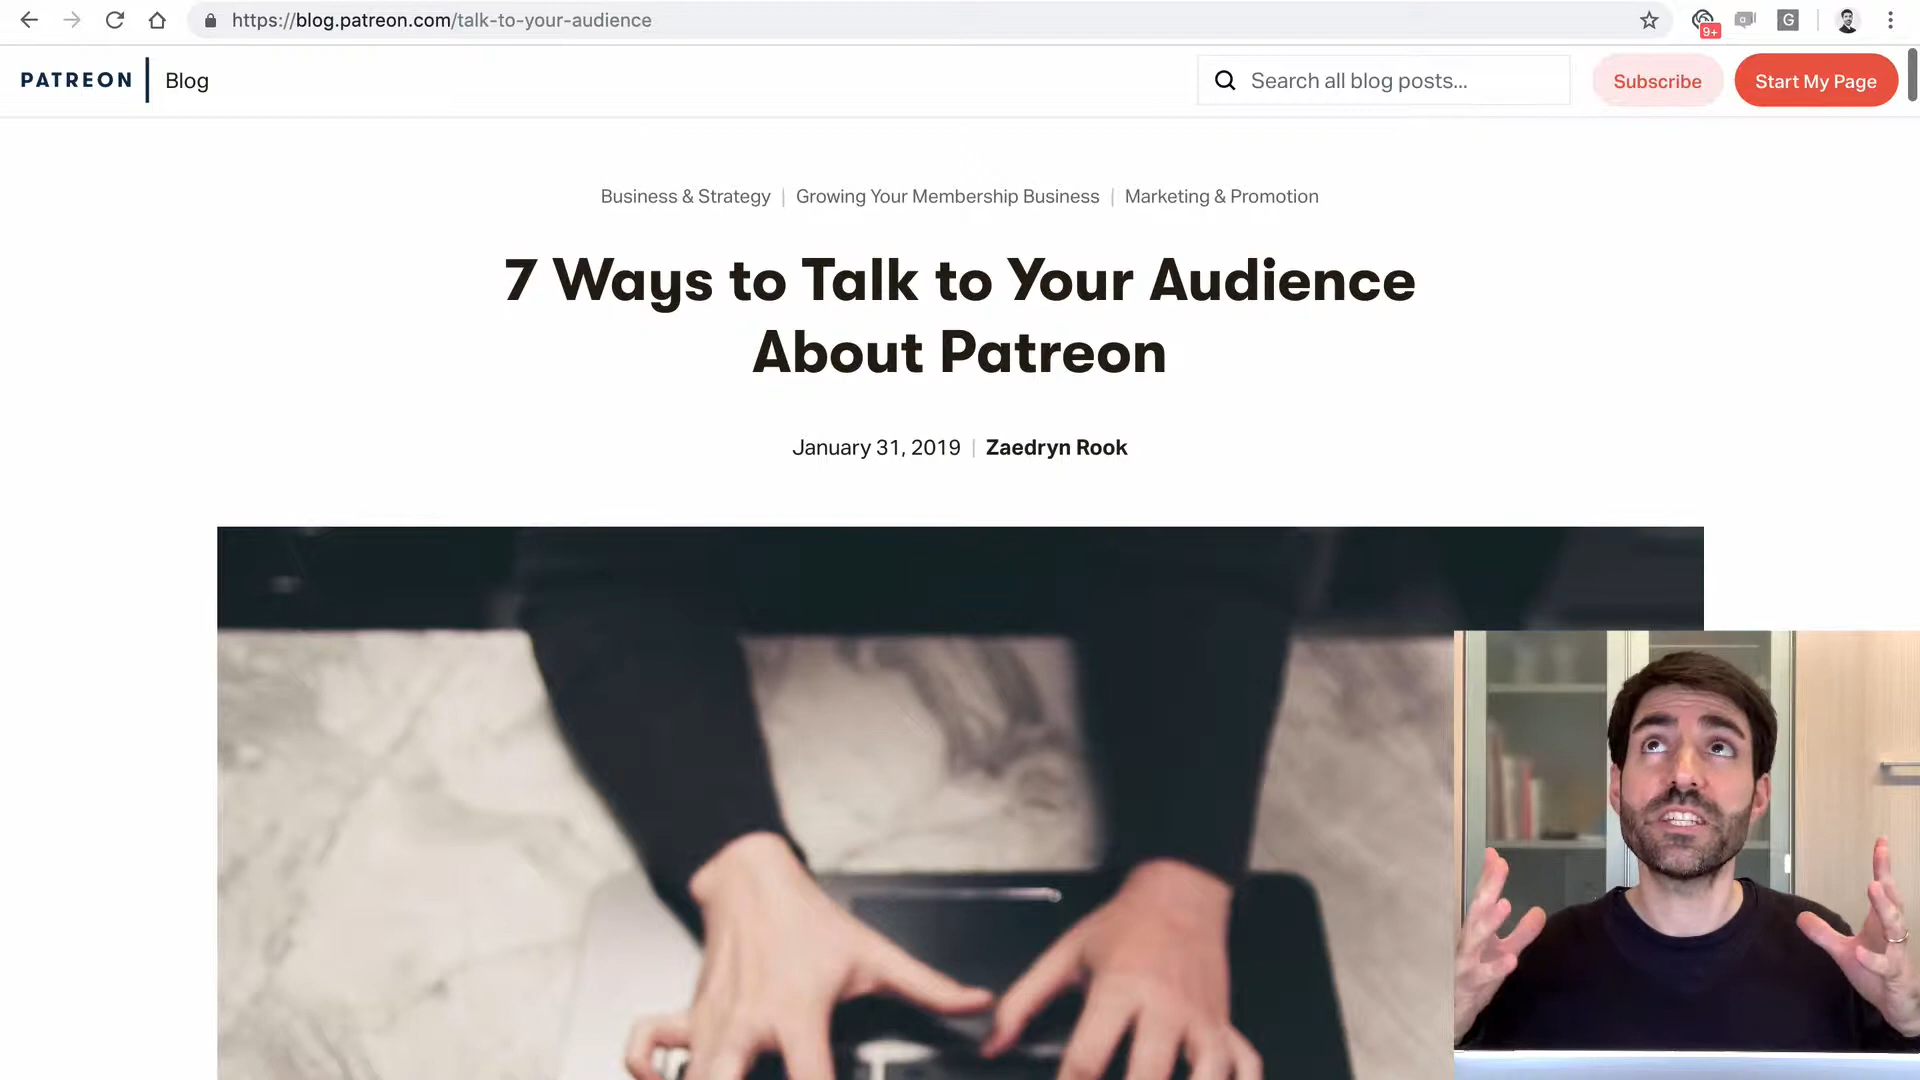 https://blog.patreon.com/talk-to-your-audience
9+
a
G
PATREON | Blog
Search all blog posts...
Subscribe
Start My Page
Business & Strategy | Growing Your Membership Business | Marketing & Promotion
7 Ways to Talk to Your Audience
About Patreon
January 31, 2019 | Zaedryn Rook